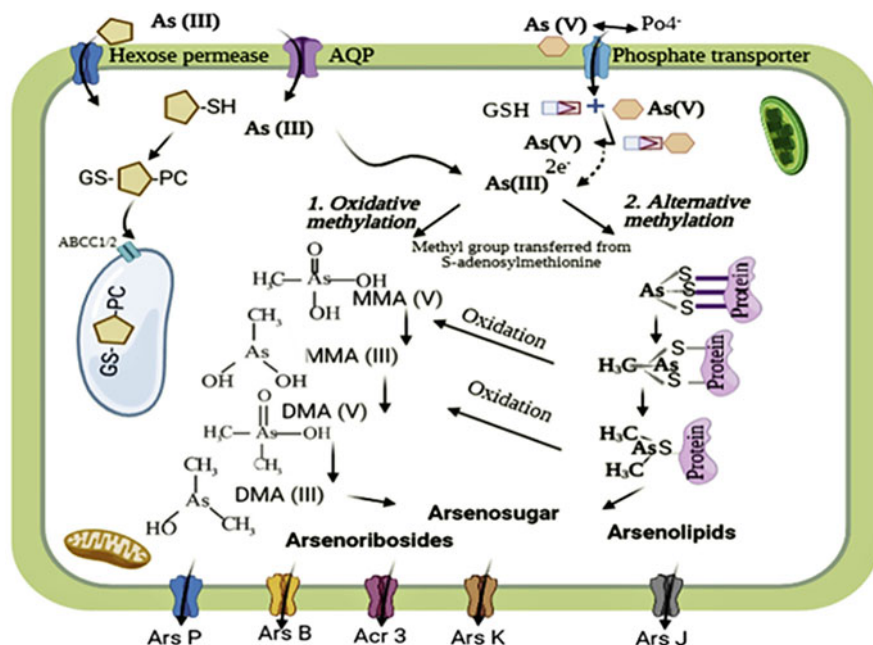 As (III)
As (V)
Po4-
Hexose permease
AQP
Phosphate transporter
-SH
As (III)
GSH
+
As(V)
As(V)
2e-
As(III)
GS-
-PC
1. Oxidative
methylation
2. Alternative
methylation
Methyl group transferred from
S-adenosylmethionine
ABCC1/2
GS-
-PC
O
H₃C
As
OH
OH
MMA (V)
CH₃
As
OH
OH
MMA (III)
Oxidation
As
S
S
S
Protein
H₃C
As
S
S
Protein
DMA (V)
O
H₃C
As
OH
CH₃
Oxidation
H₃C
As
S
H₃C
Protein
CH₃
As
HO
CH₃
DMA (III)
Arsenosugar
Arsenoribosides
Arsenolipids
Ars P
Ars B
Acr 3
Ars K
Ars J